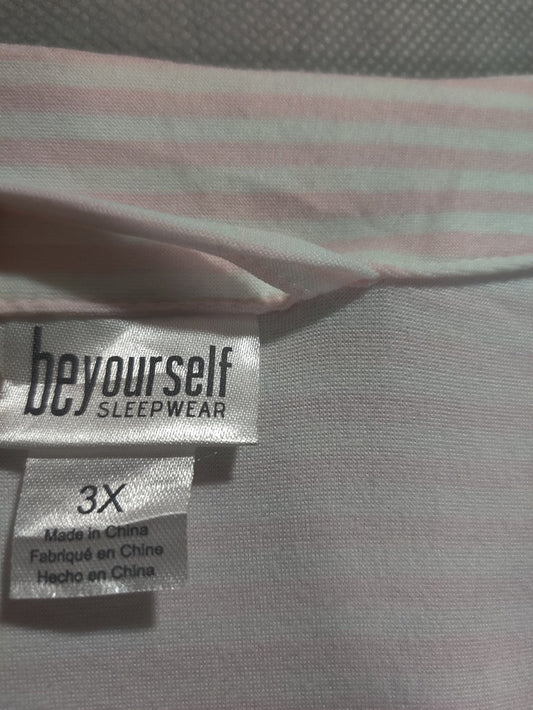 beyourself
SLEEPWEAR
3X
Made in China
Fabriqué en Chine
Hecho en China